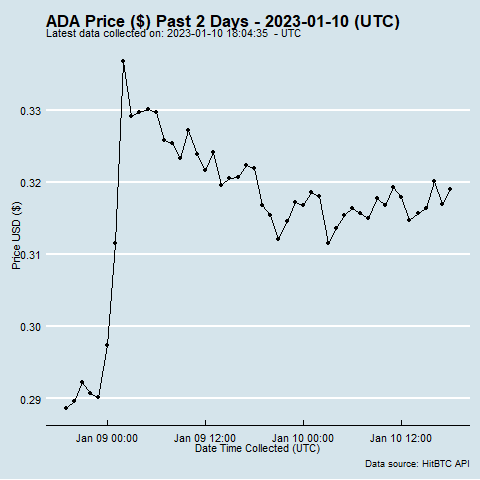 ADA Price ($) Past 2 Days - 2023-01-10 (UTC)
Latest data collected on: 2023-01-10 18:04:35  - UTC
Price USD ($)
0.33
0.32
0.31
0.30
0.29
Jan 09 00:00 Jan 09 12:00 Jan 10 00:00 Jan 10 12:00
Date Time Collected (UTC)
Data source: HitBTC API